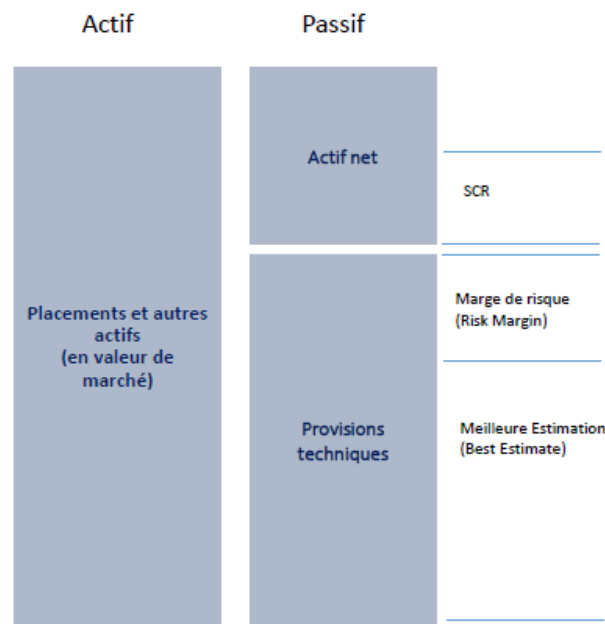 Actif
Passif
Actif net
SCR
Placements et autres
actifs
(en valeur de
marché)
Marge de risque
(Risk Margin)
Provisions
techniques
Meilleure Estimation
(Best Estimate)